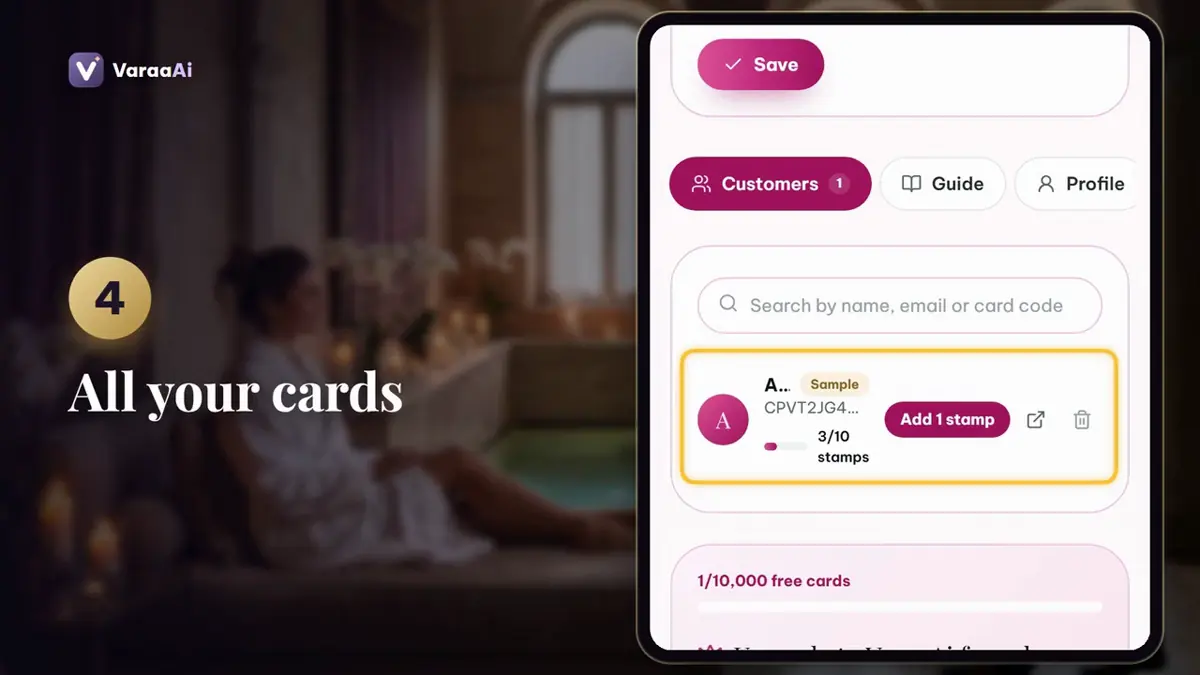 VaraaAi
4
All your cards
Save
Customers 1
Guide
Profile
Search by name, email or card code
A
A...
Sample
CPVT2JG4...
3/10
stamps
Add 1 stamp
1/10,000 free cards